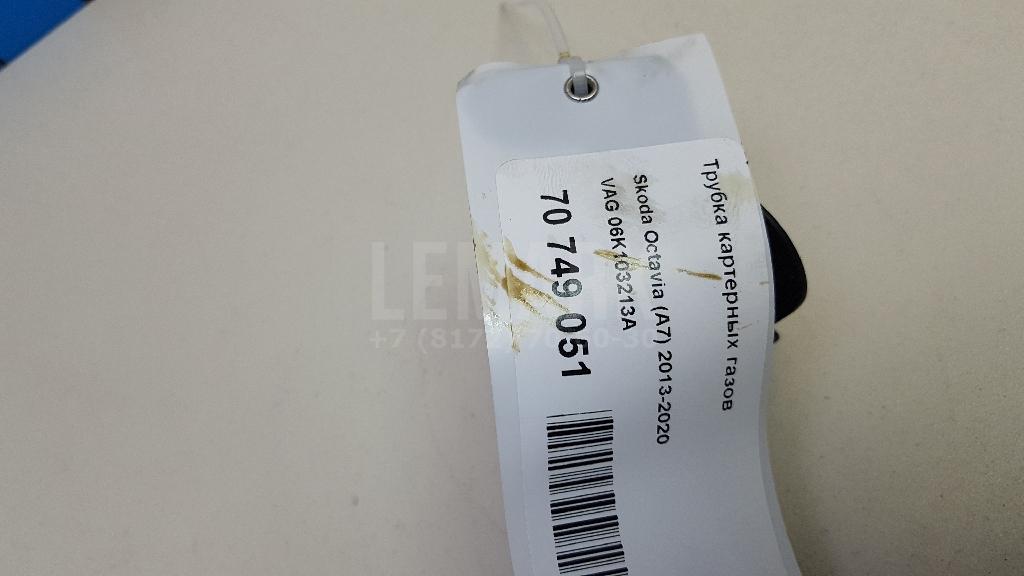 Трубка картерных газов
Skoda Octavia (A7) 2013-2020
VAG 06K103213A
70 749 051